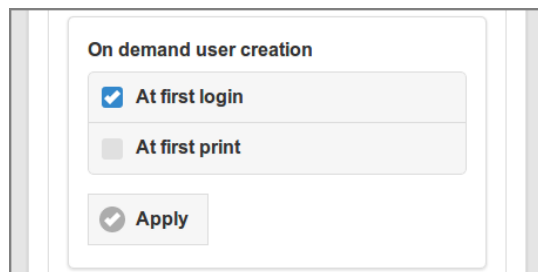 On demand user creation
At first login
At first print
Apply